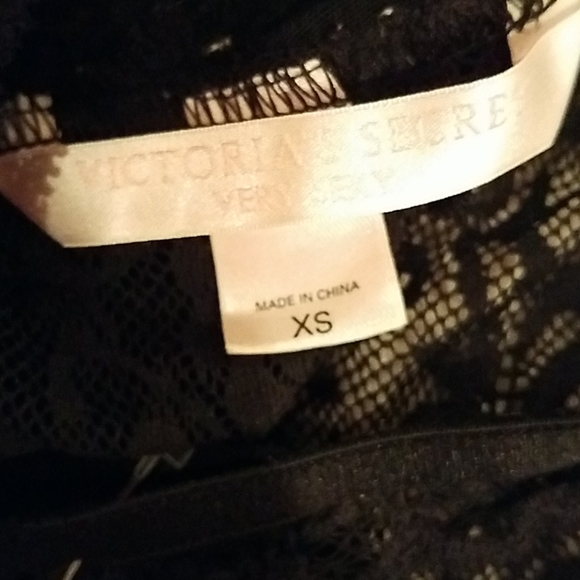 VICTORIA'S SECRET
VERY SEXY
MADE IN CHINA
XS